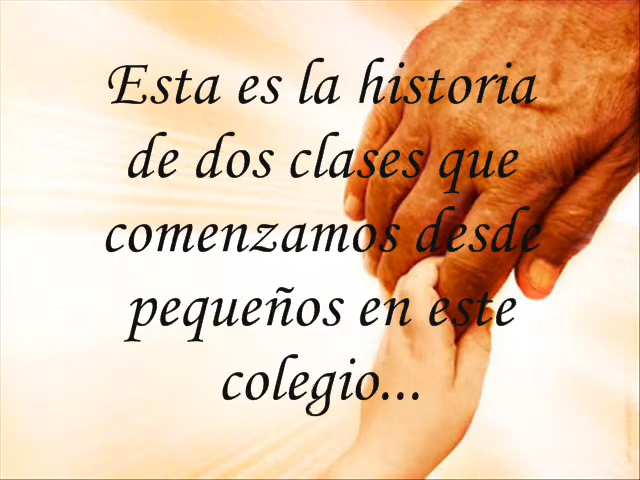 Esta es la historia
de dos clases que
comenzamos desde
pequeños en este
colegio...